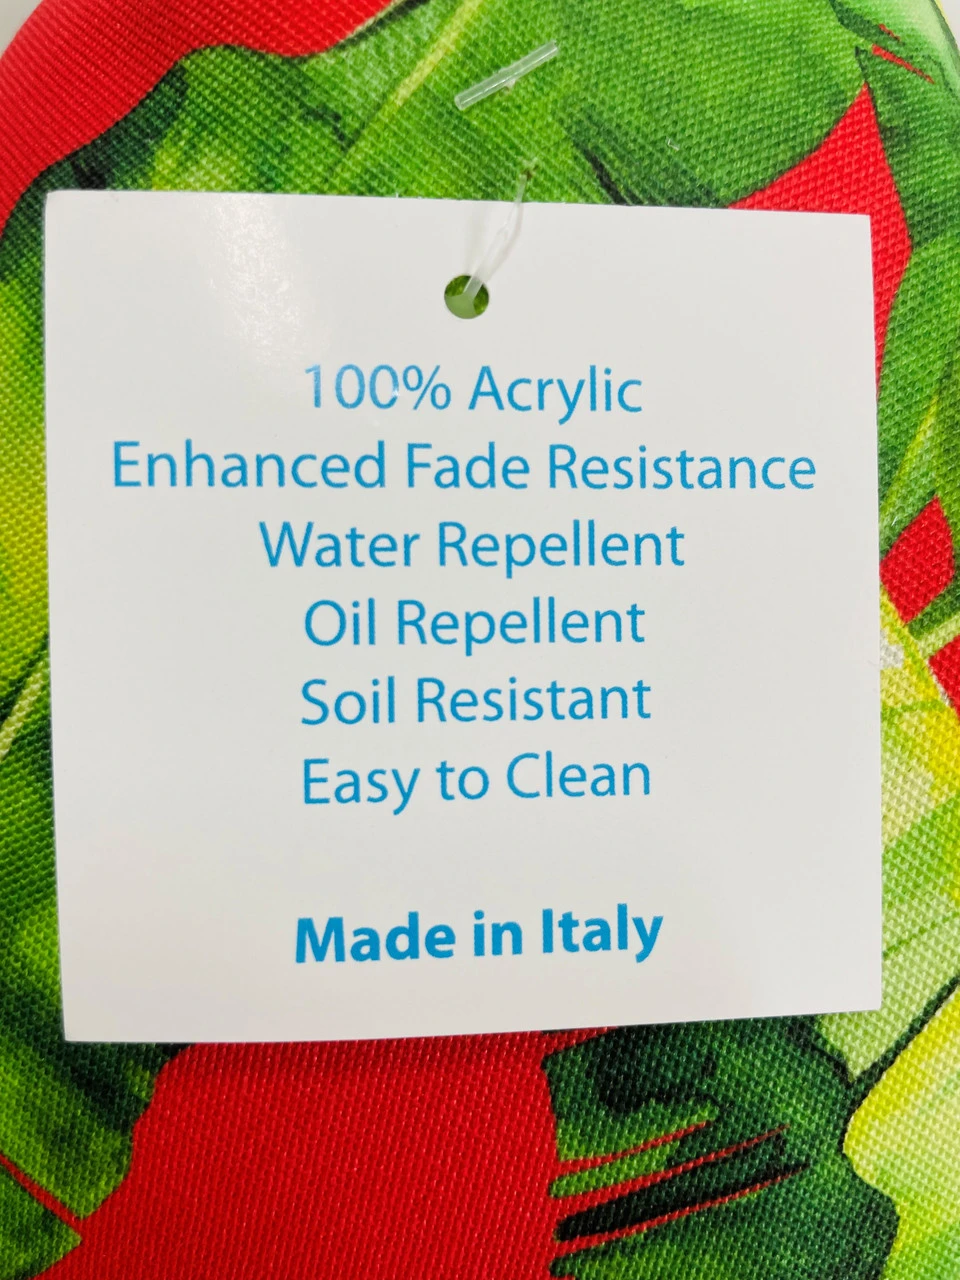 100% Acrylic
Enhanced Fade Resistance
Water Repellent
Oil Repellent
Soil Resistant
Easy to Clean
Made in Italy